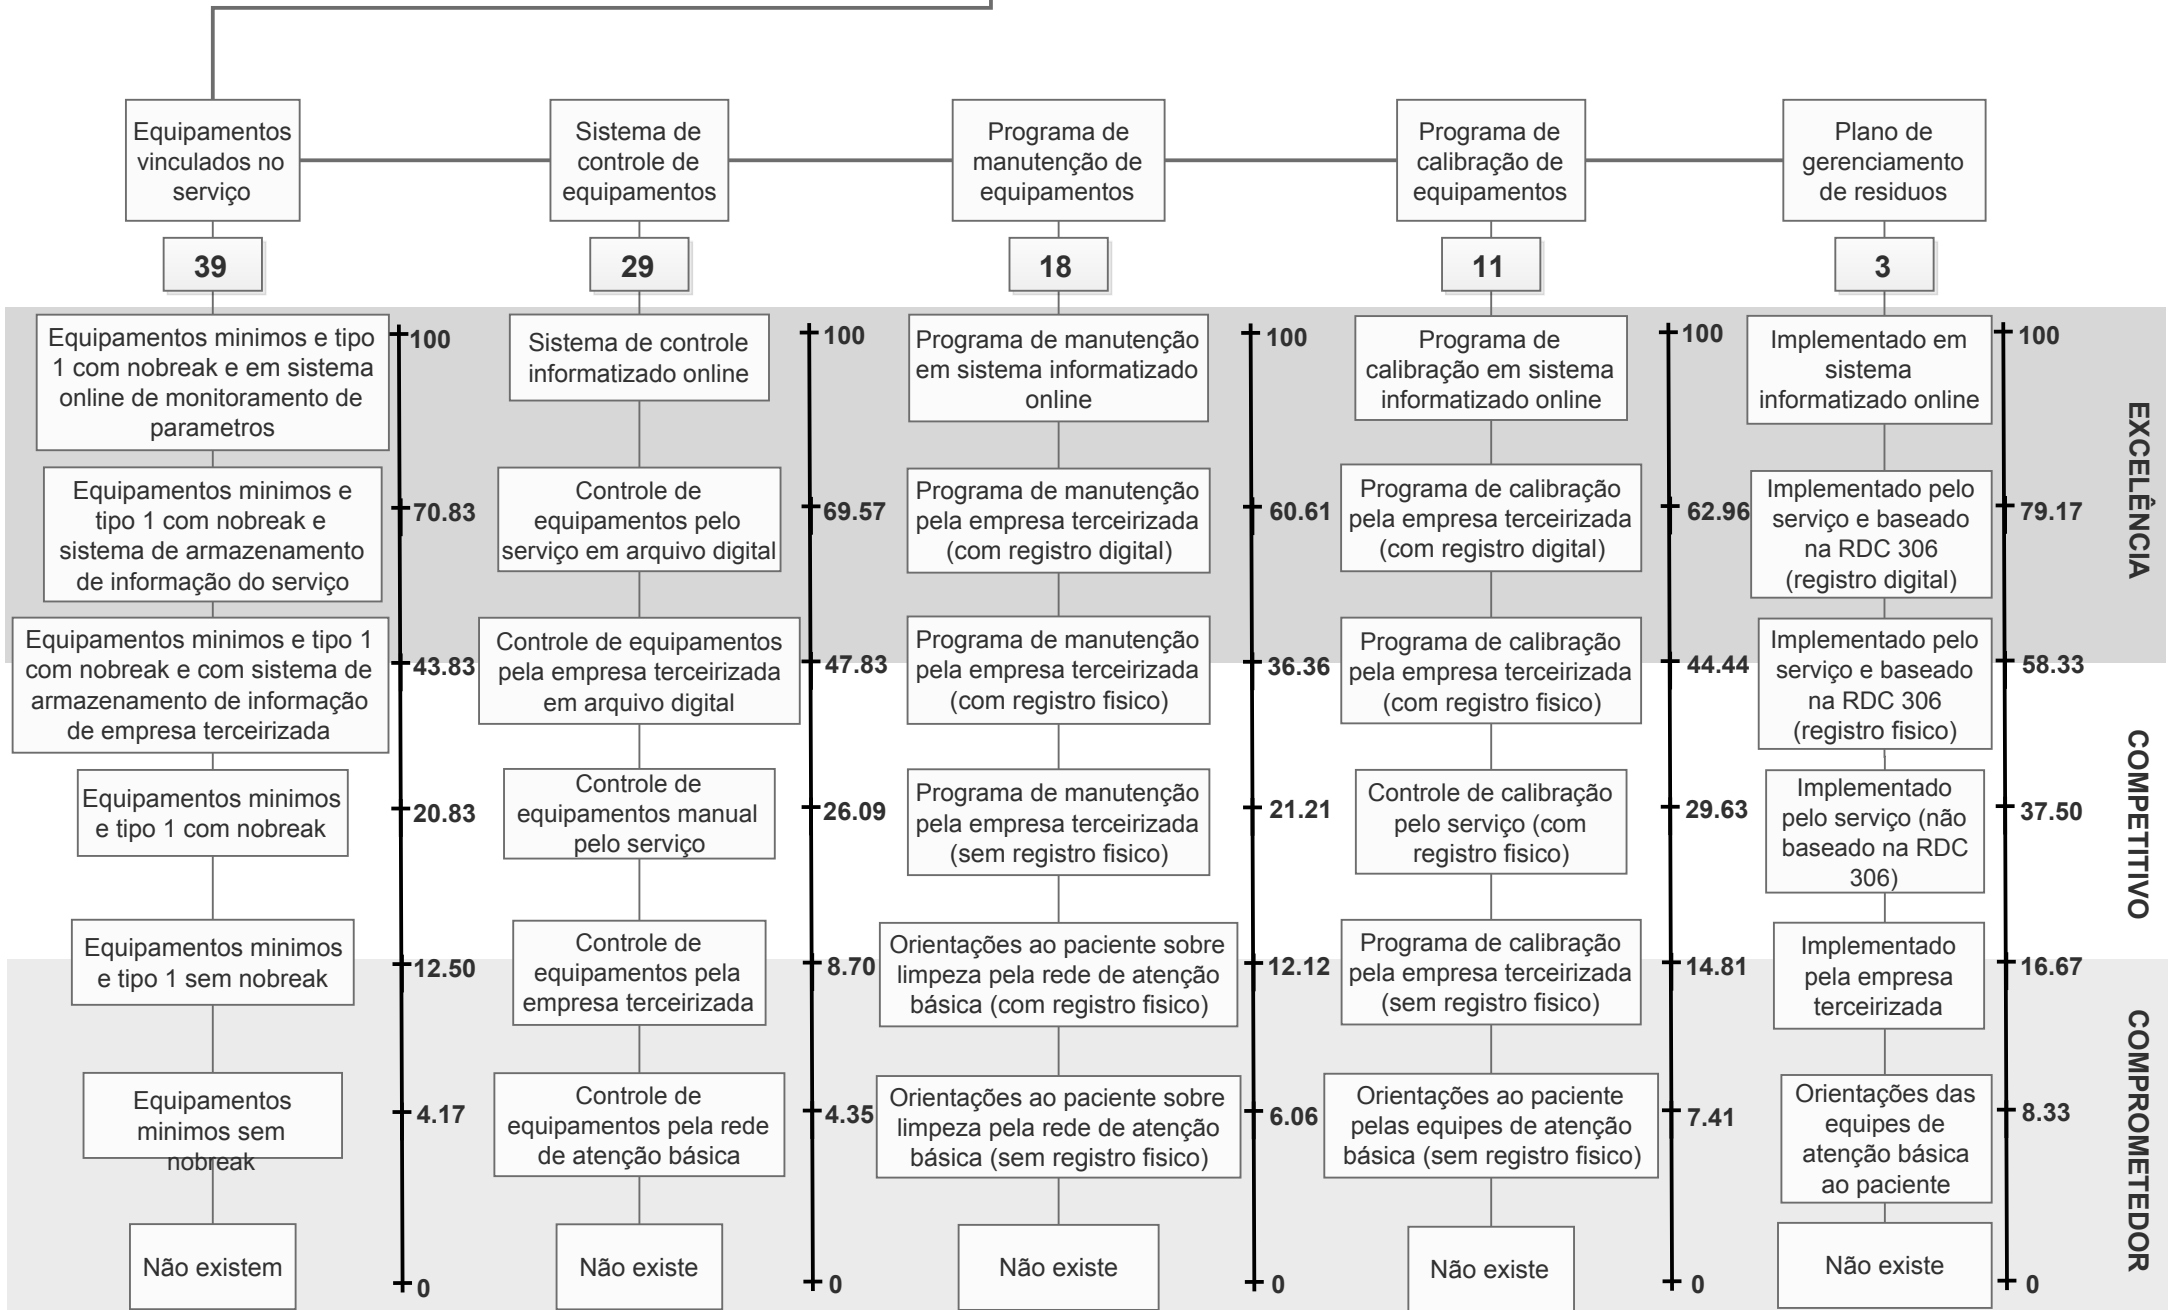 Equipamentos
vinculados no
serviço
39
Equipamentos minimos e tipo
1 com nobreak e em sistema
online de monitoramento de
parametros
100
Equipamentos minimos e
tipo 1 com nobreak e
sistema de armazenamento
de informação do serviço
70.83
Equipamentos minimos e tipo 1
com nobreak e com sistema de
armazenamento de informação
de empresa terceirizada
43.83
Equipamentos minimos
e tipo 1 com nobreak
20.83
Equipamentos minimos
e tipo 1 sem nobreak
12.50
Equipamentos
minimos sem
nobreak
4.17
Não existem
0
Sistema de
controle de
equipamentos
29
Sistema de controle
informatizado online
100
Controle de
equipamentos pelo
serviço em arquivo digital
69.57
Controle de equipamentos
pela empresa terceirizada
em arquivo digital
47.83
Controle de
equipamentos manual
pelo serviço
26.09
Controle de
equipamentos pela
empresa terceirizada
8.70
Controle de
equipamentos pela rede
de atenção básica
4.35
Não existe
0
Programa de
manutenção de
equipamentos
18
Programa de manutenção
em sistema informatizado
online
100
Programa de manutenção
pela empresa terceirizada
(com registro digital)
60.61
Programa de manutenção
pela empresa terceirizada
(com registro fisico)
36.36
Programa de manutenção
pela empresa terceirizada
(sem registro fisico)
21.21
Orientações ao paciente sobre
limpeza pela rede de atenção
básica (com registro fisico)
12.12
Orientações ao paciente sobre
limpeza pela rede de atenção
básica (sem registro fisico)
6.06
Não existe
0
Programa de
calibração de
equipamentos
11
Programa de
calibração em sistema
informatizado online
100
Programa de calibração
pela empresa terceirizada
(com registro digital)
62.96
Programa de calibração
pela empresa terceirizada
(com registro fisico)
44.44
Controle de calibração
pelo serviço (com
registro fisico)
29.63
Programa de calibração
pela empresa terceirizada
(sem registro fisico)
14.81
Orientações ao paciente
pelas equipes de atenção
básica (sem registro fisico)
7.41
Não existe
0
Plano de
gerenciamento
de residuos
3
Implementado em
sistema
informatizado online
100
Implementado pelo
serviço e baseado
na RDC 306
(registro digital)
79.17
Implementado pelo
serviço e baseado
na RDC 306
(registro fisico)
58.33
Implementado
pelo serviço (não
baseado na RDC
306)
37.50
Implementado
pela empresa
terceirizada
16.67
Orientações das
equipes de
atenção básica
ao paciente
8.33
Não existe
0
EXCELÊNCIA
COMPETITIVO
COMPROMETEDOR